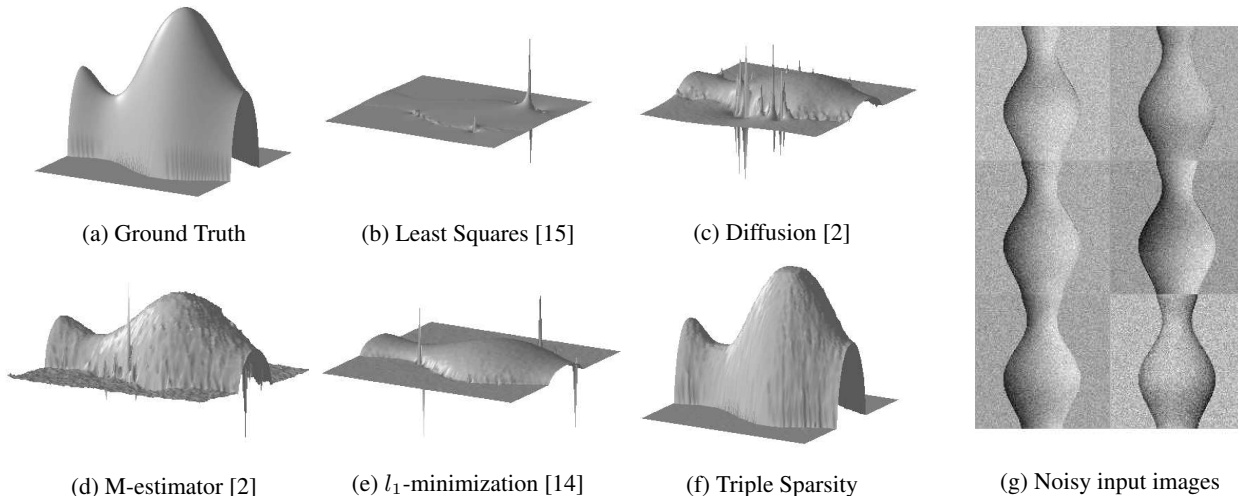 (a) Ground Truth
(b) Least Squares [15]
(c) Diffusion [2]
(d) M-estimator [2]
(e) l1-minimization [14]
(f) Triple Sparsity
(g) Noisy input images